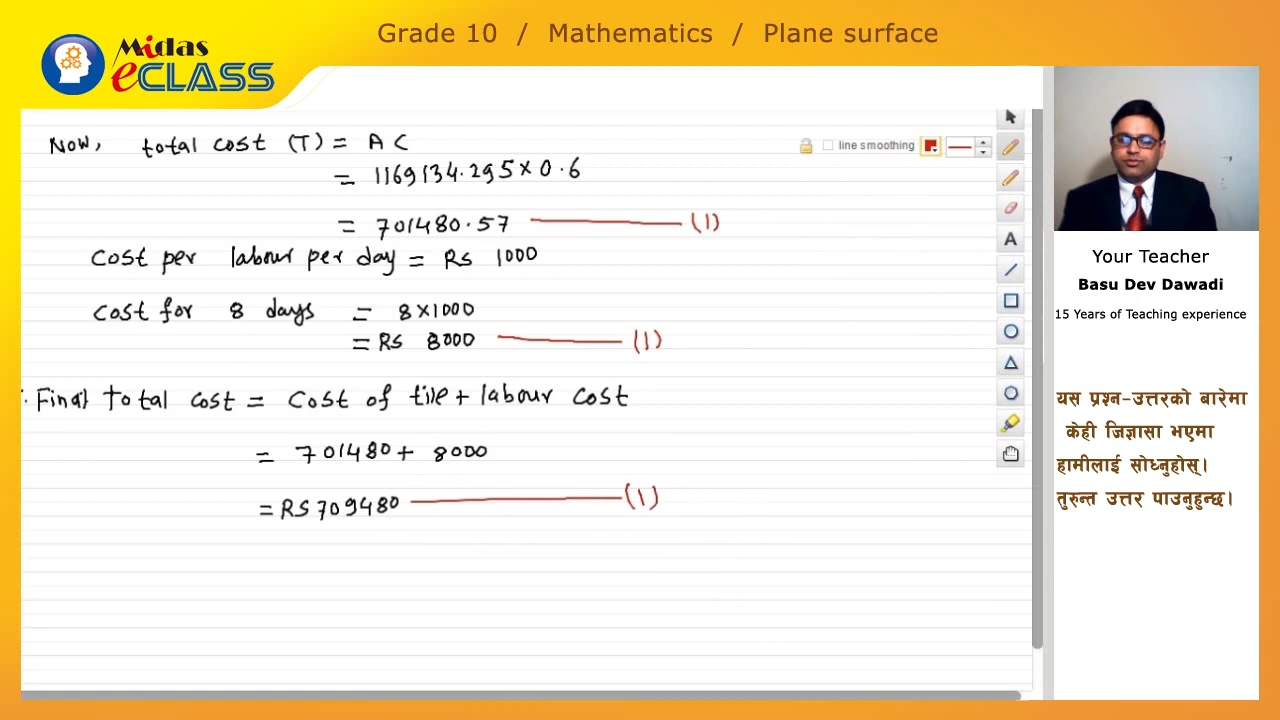 Grade 10 / Mathematics / Plane surface
Midas
eCLASS
Now, total cost (T) = A C
= 1169134.295 × 0.6
= 701480.57 (1)
cost per labour per day = Rs 1000
cost for 8 days = 8 × 1000
= RS 8000 (1)
Final total cost = cost of tile + labour cost
= 701480 + 8000
= RS 709480 (1)
line smoothing
A
Your Teacher
Basu Dev Dawadi
15 Years of Teaching experience
यस प्रश्न-उत्तरको बारेमा
केही जिज्ञासा भएमा
हामीलाई सोध्नुहोस्।
तुरुन्त उत्तर पाउनुहुन्छ।